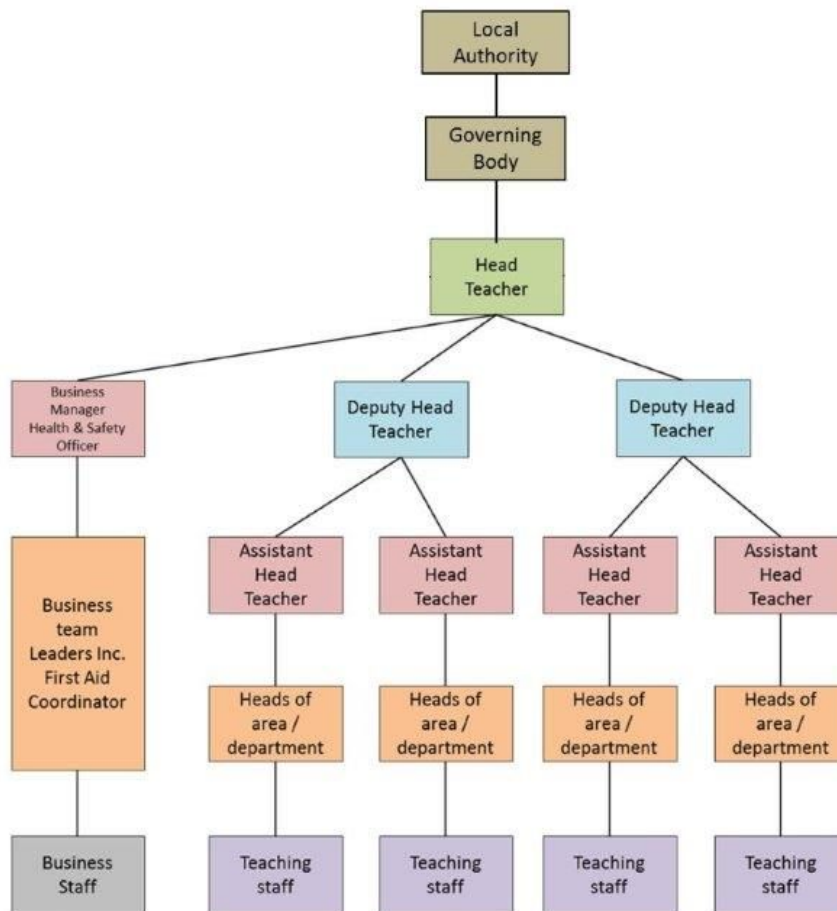 Local
Authority
Governing
Body
Head
Teacher
Business
Manager
Health & Safety
Officer
Deputy Head
Teacher
Deputy Head
Teacher
Business
team
Leaders Inc.
First Aid
Coordinator
Assistant
Head
Teacher
Assistant
Head
Teacher
Assistant
Head
Teacher
Assistant
Head
Teacher
Heads of
area /
department
Heads of
area /
department
Heads of
area /
department
Heads of
area /
department
Business
Staff
Teaching
staff
Teaching
staff
Teaching
staff
Teaching
staff